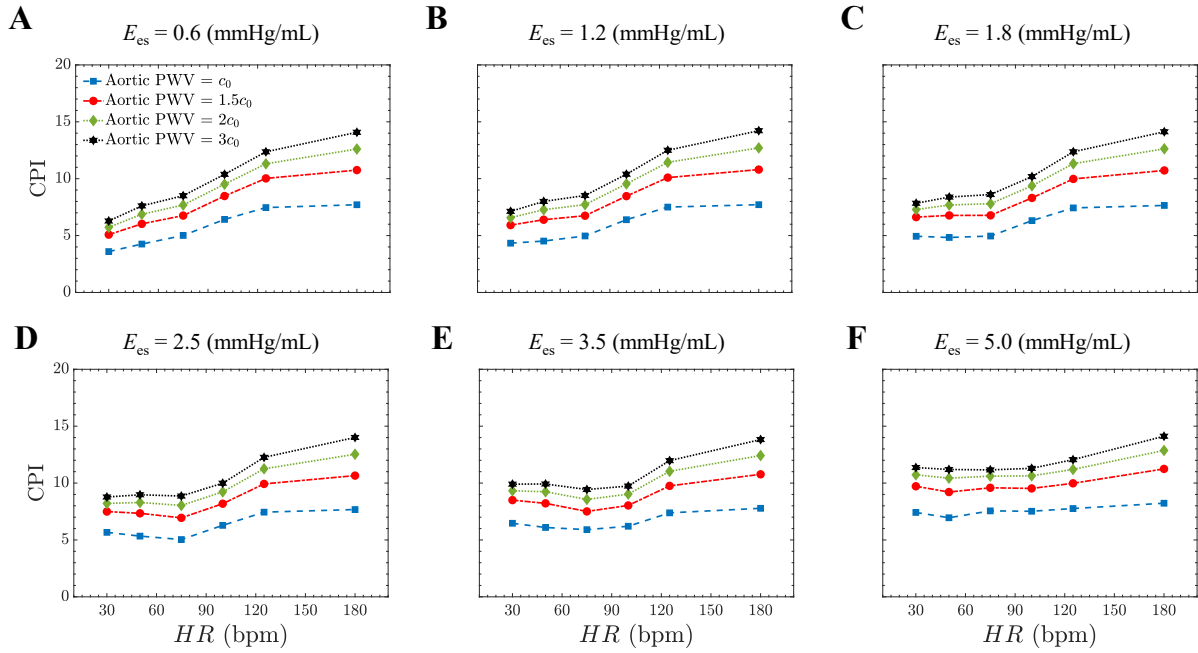 A
E_es = 0.6 (mmHg/mL)
B
E_es = 1.2 (mmHg/mL)
C
E_es = 1.8 (mmHg/mL)
20
15
10
5
0
CPI
Aortic PWV = c_0
Aortic PWV = 1.5c_0
Aortic PWV = 2c_0
Aortic PWV = 3c_0
D
E_es = 2.5 (mmHg/mL)
E
E_es = 3.5 (mmHg/mL)
F
E_es = 5.0 (mmHg/mL)
20
15
10
5
0
CPI
30 60 90 120 150 180
HR (bpm)
30 60 90 120 150 180
HR (bpm)
30 60 90 120 150 180
HR (bpm)